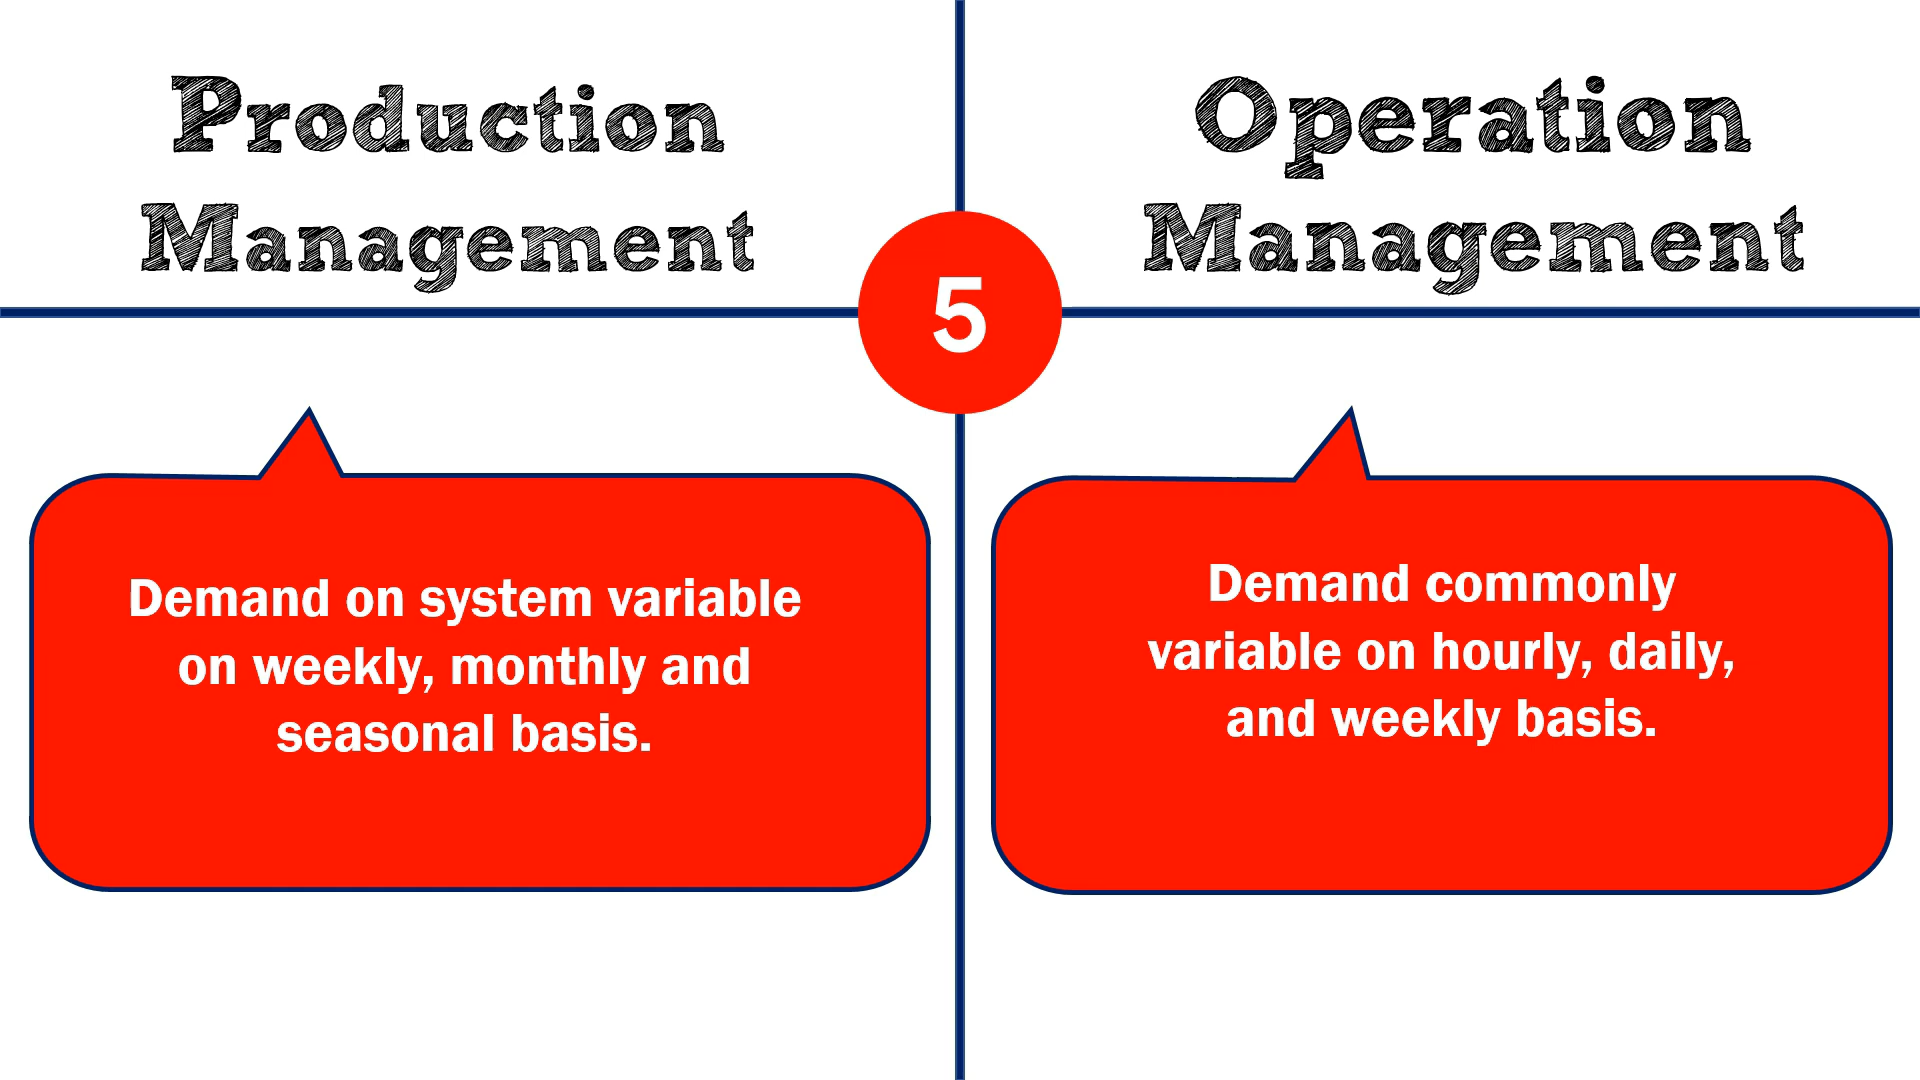 Production
Management
Operation
Management
5
Demand on system variable
on weekly, monthly and
seasonal basis.
Demand commonly
variable on hourly, daily,
and weekly basis.